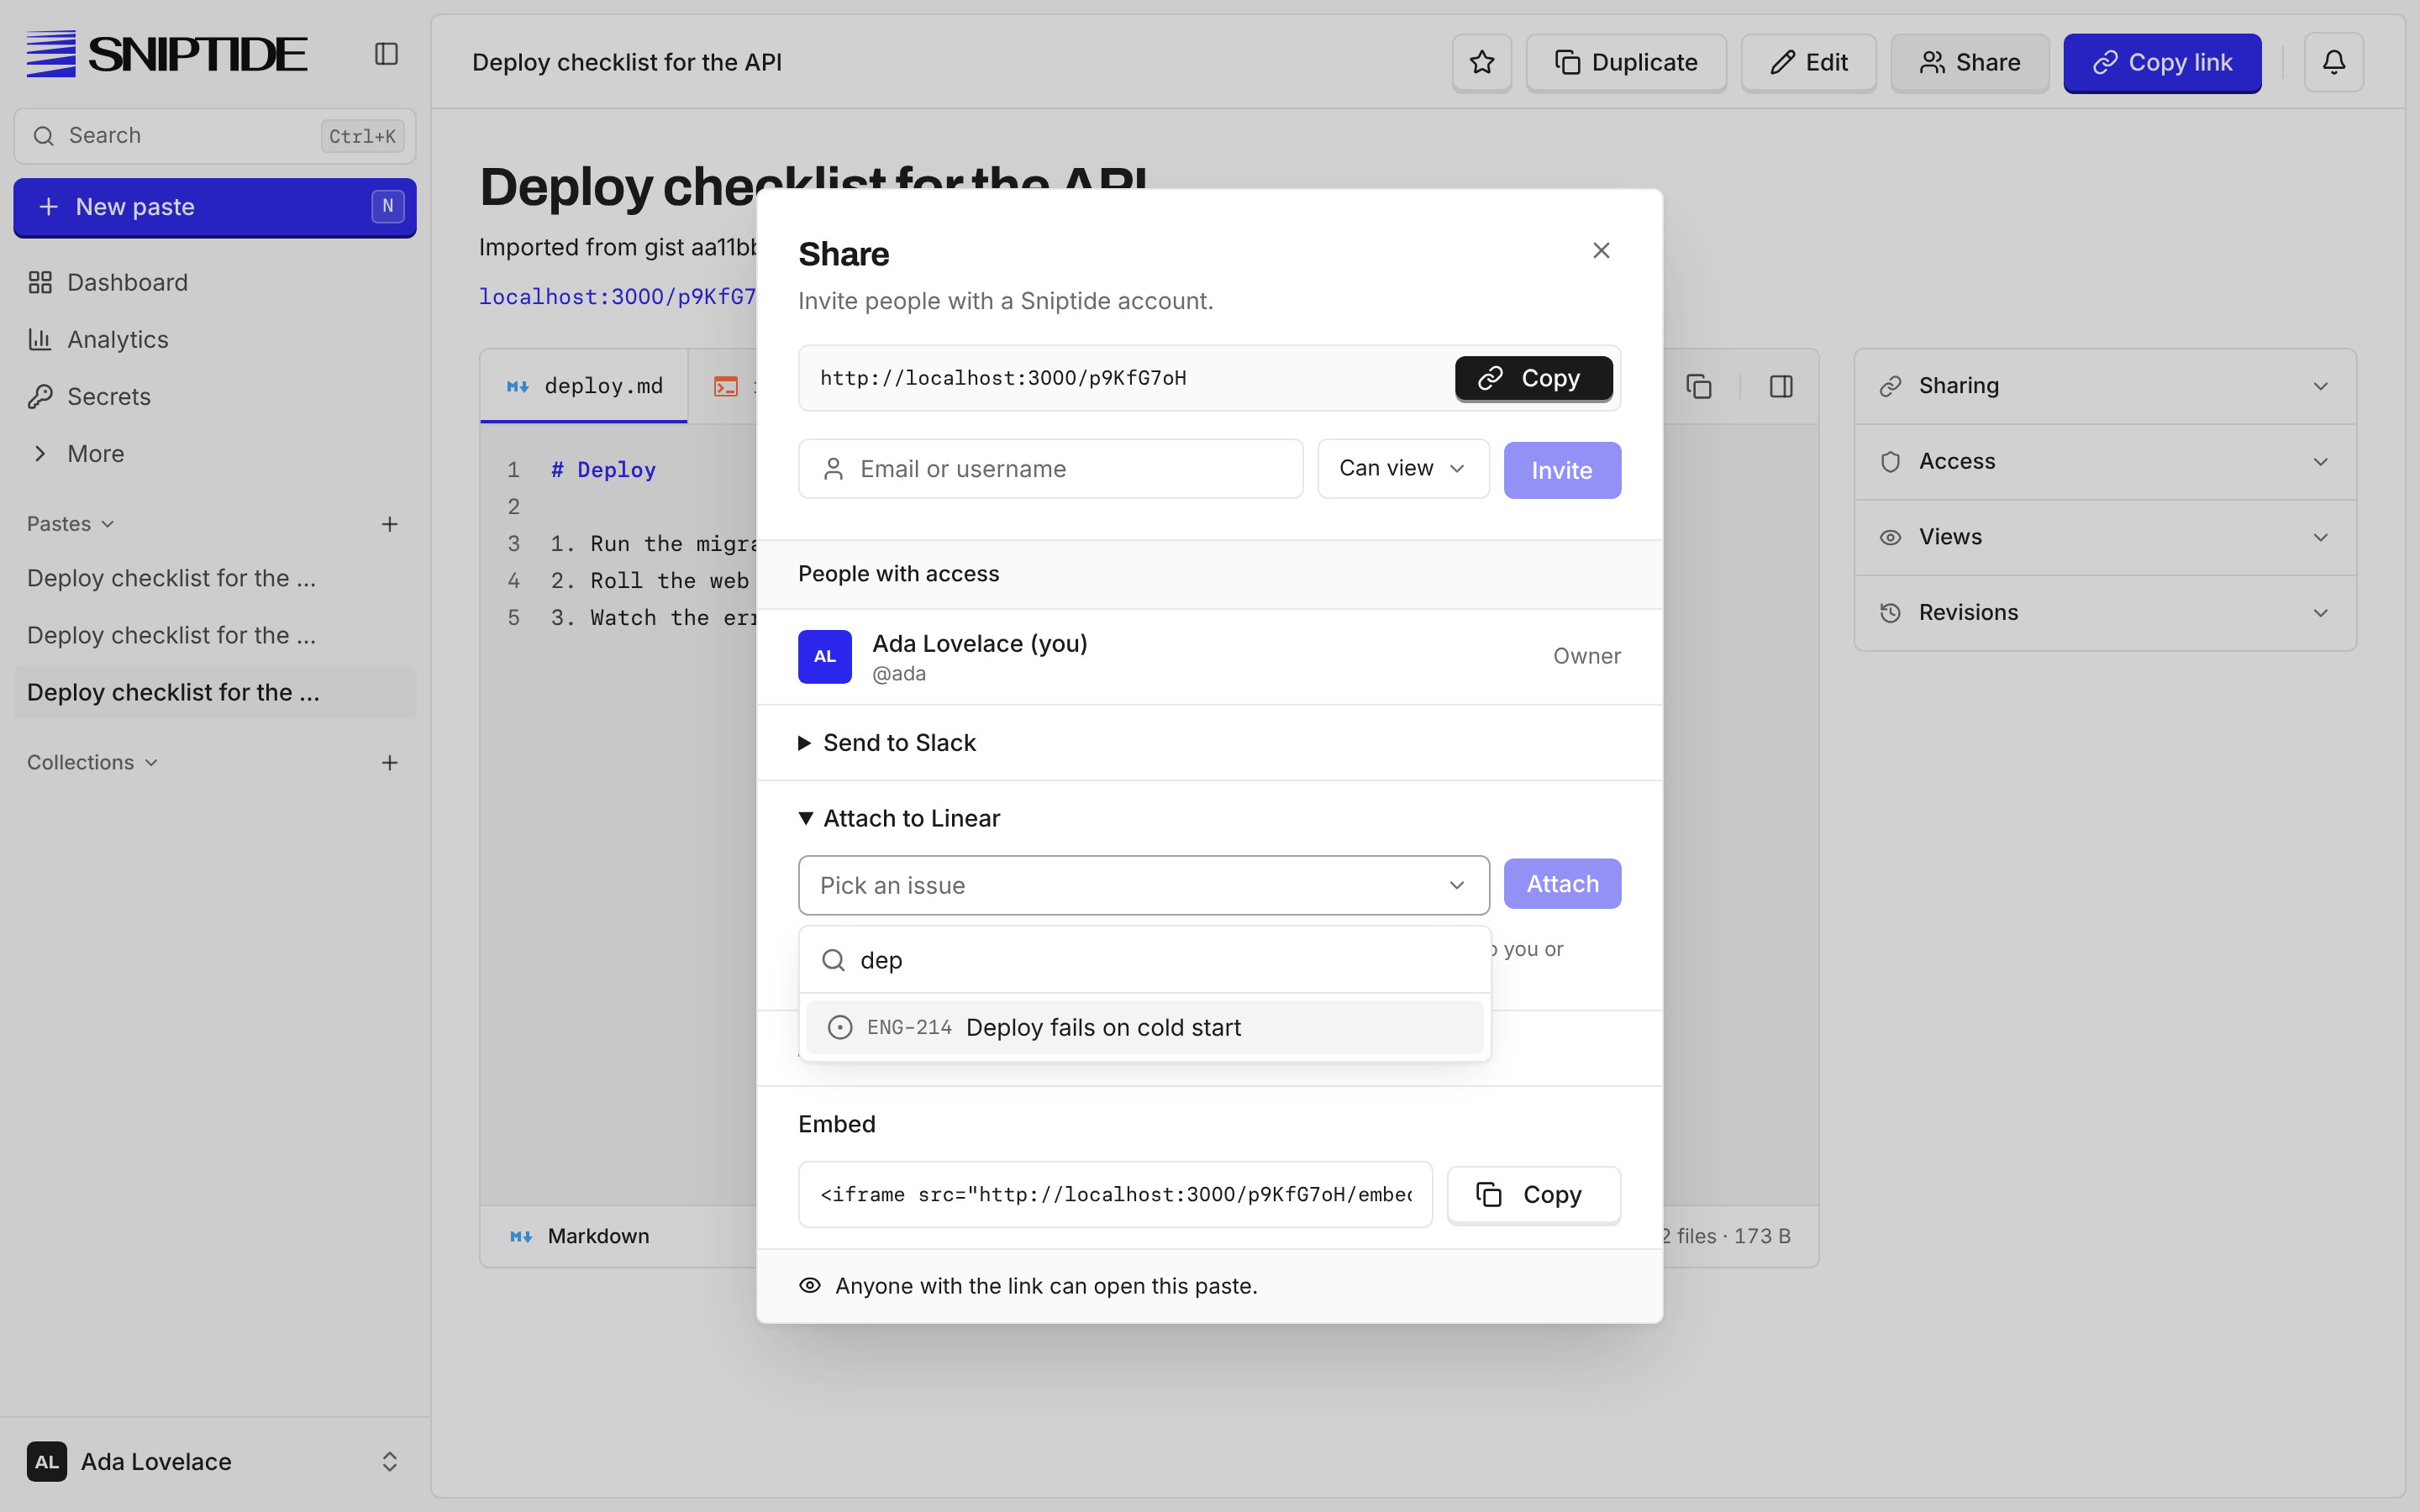 SNIPTIDE
Search Ctrl+K
New paste N
Dashboard
Analytics
Secrets
More
Pastes
Deploy checklist for the ...
Deploy checklist for the ...
Deploy checklist for the ...
Collections
AL Ada Lovelace
Deploy checklist for the API
Duplicate
Edit
Share
Copy link
Deploy checklist for the API
Imported from gist aa11bb
localhost:3000/p9KfG7
deploy.md
1 # Deploy
2
3 1. Run the migra
4 2. Roll the web
5 3. Watch the err
Markdown
2 files · 173 B
Sharing
Access
Views
Revisions
Share
Invite people with a Sniptide account.
http://localhost:3000/p9KfG7oH Copy
Email or username Can view Invite
People with access
AL Ada Lovelace (you) Owner
@ada
Send to Slack
Attach to Linear
Pick an issue Attach
you or
dep
ENG-214 Deploy fails on cold start
Embed
<iframe src="http://localhost:3000/p9KfG7oH/embed Copy
Anyone with the link can open this paste.